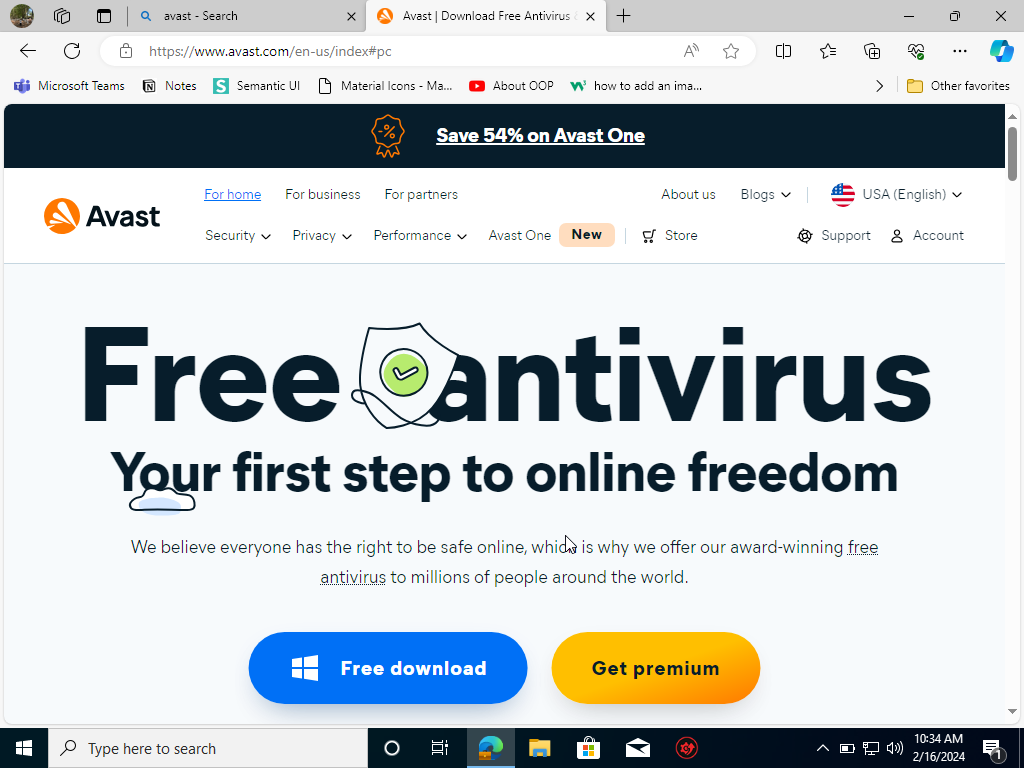 avast - Search
Avast | Download Free Antivirus &
https://www.avast.com/en-us/index#pc
Microsoft Teams
Notes
Semantic UI
Material Icons - Ma...
About OOP
how to add an ima...
Other favorites
Save 54% on Avast One
For home
For business
For partners
About us
Blogs
USA (English)
Avast
Security
Privacy
Performance
Avast One
New
Store
Support
Account
Free antivirus
Your first step to online freedom
We believe everyone has the right to be safe online, which is why we offer our award-winning free
antivirus to millions of people around the world.
Free download
Get premium
Type here to search
10:34 AM
2/16/2024
1